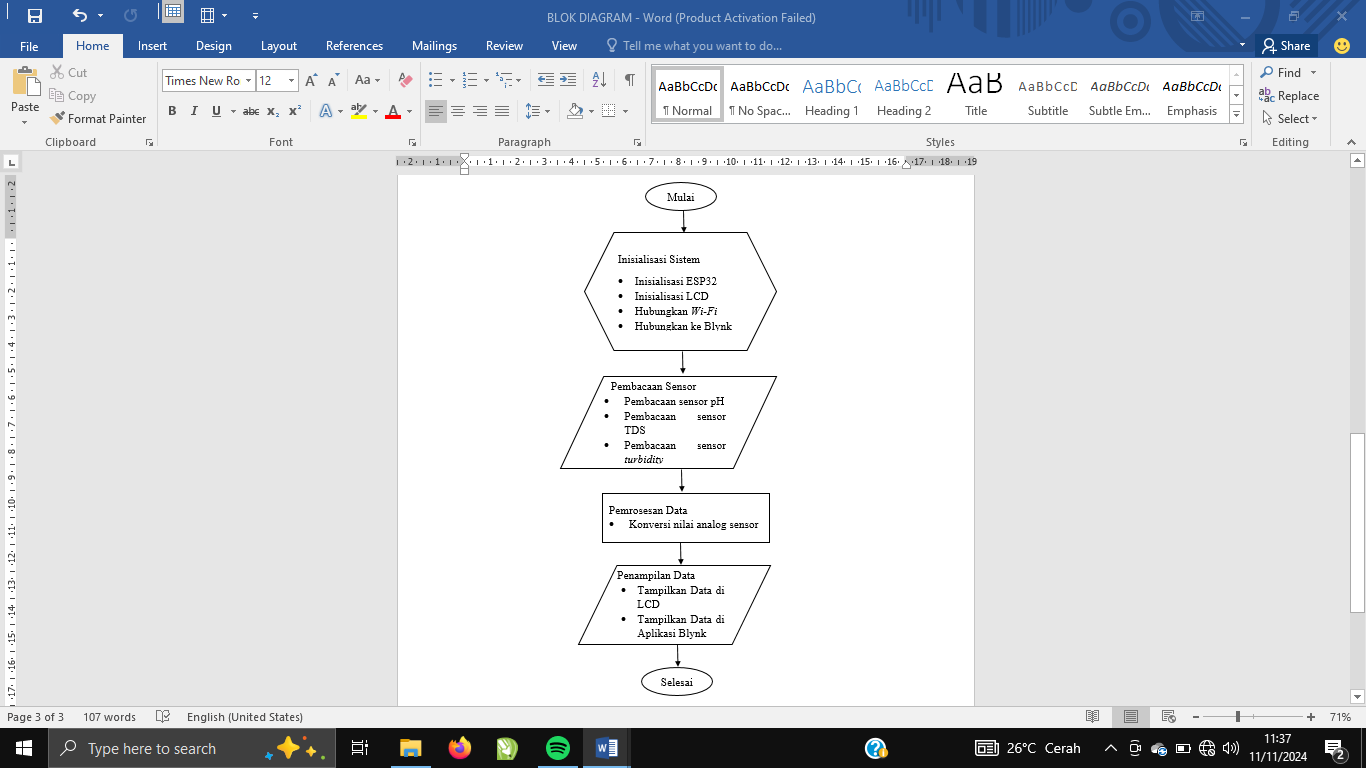 BLOK DIAGRAM - Word (Product Activation Failed)
File Home Insert Design Layout References Mailings Review View Tell me what you want to do... Share
Paste
Cut
Copy
Format Painter
Clipboard
Times New Ro 12
Font
Paragraph
AaBbCcDc AaBbCcDc AaBbCc AaBbCcD AaB AaBbCcD AaBbCcDc AaBbCcDc
¶ Normal ¶ No Spac... Heading 1 Heading 2 Title Subtitle Subtle Em... Emphasis
Styles
Find
Replace
Select
Editing
Mulai
Inisialisasi Sistem
• Inisialisasi ESP32
• Inisialisasi LCD
• Hubungkan Wi-Fi
• Hubungkan ke Blynk
Pembacaan Sensor
• Pembacaan sensor pH
• Pembacaan sensor
TDS
• Pembacaan sensor
turbidity
Pemrosesan Data
• Konversi nilai analog sensor
Penampilan Data
• Tampilkan Data di
LCD
• Tampilkan Data di
Aplikasi Blynk
Selesai
Page 3 of 3 107 words English (United States) 71%
Type here to search
26°C Cerah
11:37
11/11/2024
2